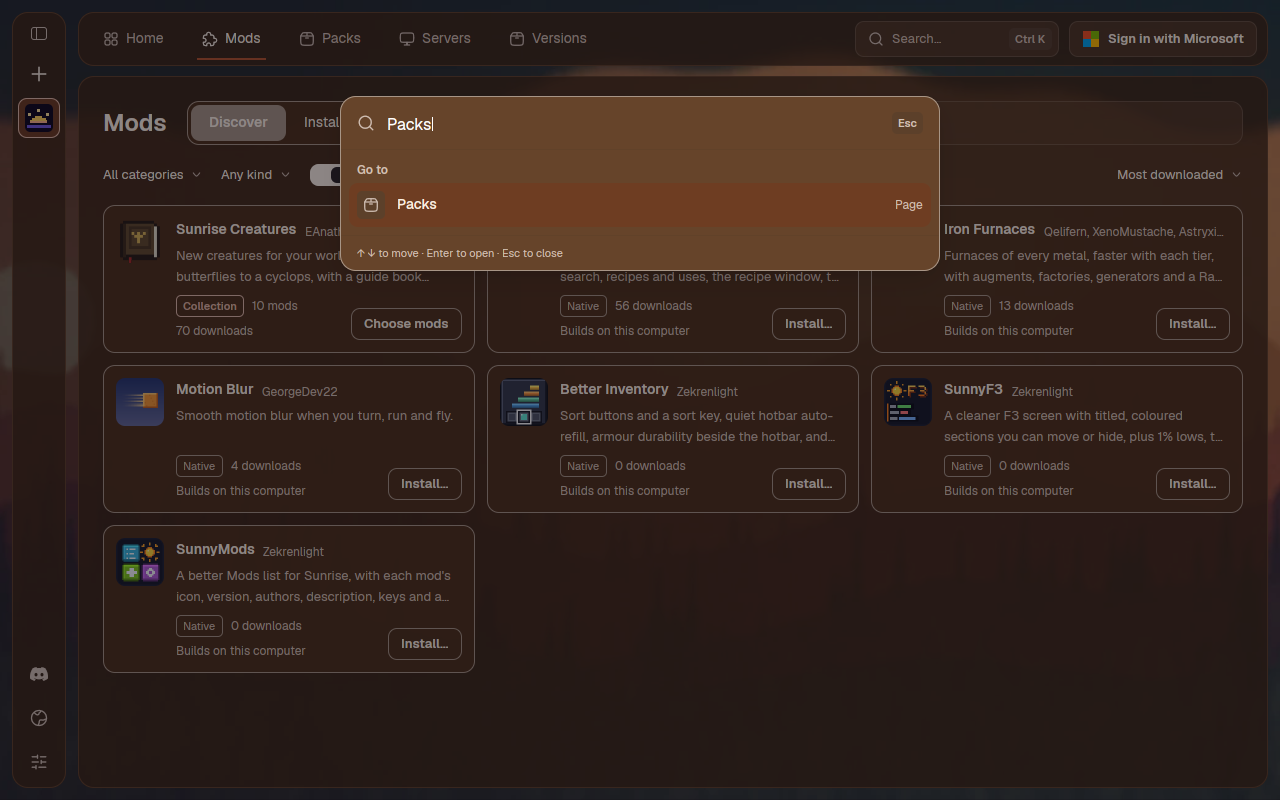 Home
Mods
Packs
Servers
Versions
Search...
Ctrl K
Sign in with Microsoft
Mods
Discover
Instal
Packs
Esc
Go to
Packs
Page
↑↓ to move · Enter to open · Esc to close
All categories
Any kind
Most downloaded
Sunrise Creatures EAnath
New creatures for your worl
butterflies to a cyclops, with a guide book...
Collection 10 mods
70 downloads
Choose mods
search, recipes and uses, the recipe window, t...
Native 56 downloads
Builds on this computer
Install...
Iron Furnaces Qelifern, XenoMustache, Astryxi...
Furnaces of every metal, faster with each tier,
with augments, factories, generators and a Ra...
Native 13 downloads
Builds on this computer
Install...
Motion Blur GeorgeDev22
Smooth motion blur when you turn, run and fly.
Native 4 downloads
Builds on this computer
Install...
Better Inventory Zekrenlight
Sort buttons and a sort key, quiet hotbar auto-
refill, armour durability beside the hotbar, and...
Native 0 downloads
Builds on this computer
Install...
F3
SunnyF3 Zekrenlight
A cleaner F3 screen with titled, coloured
sections you can move or hide, plus 1% lows, t...
Native 0 downloads
Builds on this computer
Install...
SunnyMods Zekrenlight
A better Mods list for Sunrise, with each mod's
icon, version, authors, description, keys and a...
Native 0 downloads
Builds on this computer
Install...